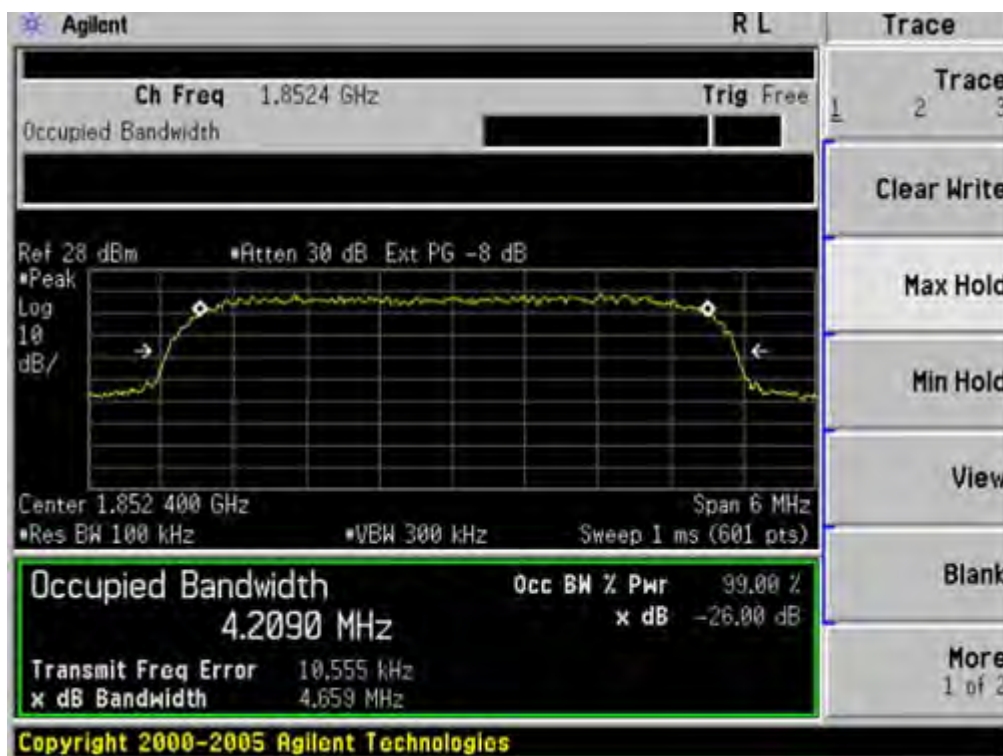 Agilent R L Trace
Ch Freq 1.8524 GHz Trig Free
Occupied Bandwidth
Trace
1 2 3
Clear Write
Max Hold
Min Hold
View
Blank
More
1 of 2
Ref 28 dBm *Atten 30 dB Ext PG -8 dB
*Peak
Log
10
dB/
Center 1.852 400 GHz Span 6 MHz
*Res BW 100 kHz *VBW 300 kHz Sweep 1 ms (601 pts)
Occupied Bandwidth
4.2090 MHz
Occ BW % Pwr 99.00 %
x dB -26.00 dB
Transmit Freq Error 10.555 kHz
x dB Bandwidth 4.659 MHz
Copyright 2000-2005 Agilent Technologies